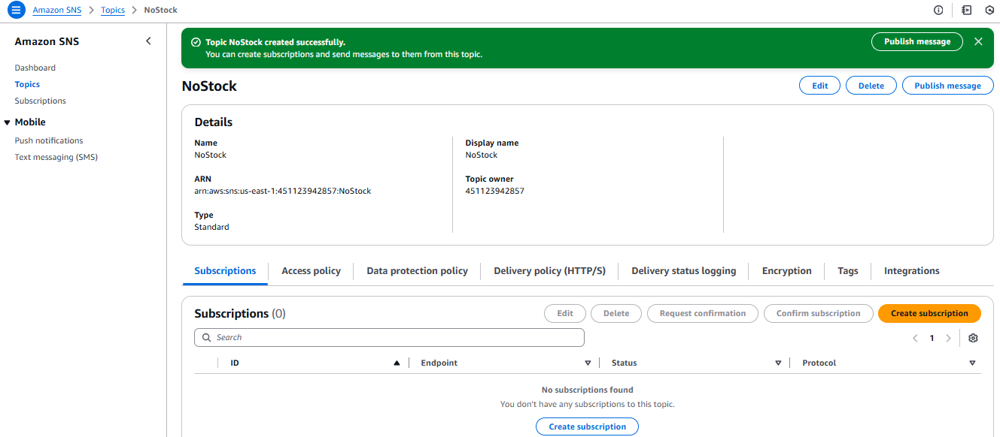 Amazon SNS > Topics > NoStock
Amazon SNS
Dashboard
Topics
Subscriptions
Mobile
Push notifications
Text messaging (SMS)
Topic NoStock created successfully.
You can create subscriptions and send messages to them from this topic.
Publish message
NoStock
Edit Delete Publish message
Details
Name
NoStock
ARN
arn:aws:sns:us-east-1:451123942857:NoStock
Type
Standard
Display name
NoStock
Topic owner
451123942857
Subscriptions Access policy Data protection policy Delivery policy (HTTP/S) Delivery status logging Encryption Tags Integrations
Subscriptions (0)
Edit Delete Request confirmation Confirm subscription Create subscription
Search
1
ID Endpoint Status Protocol
No subscriptions found
You don't have any subscriptions to this topic.
Create subscription